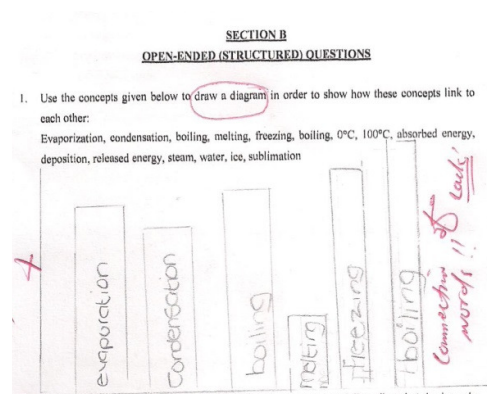 SECTION B
OPEN-ENDED (STRUCTURED) QUESTIONS
1. Use the concepts given below to draw a diagram in order to show how these concepts link to
each other:
Evaporization, condensation, boiling, melting, freezing, boiling, 0°C, 100°C, absorbed energy,
deposition, released energy, steam, water, ice, sublimation
evaporation
Condensation
boiling
melting
freezing
boiling
Connection
words !!
lack!